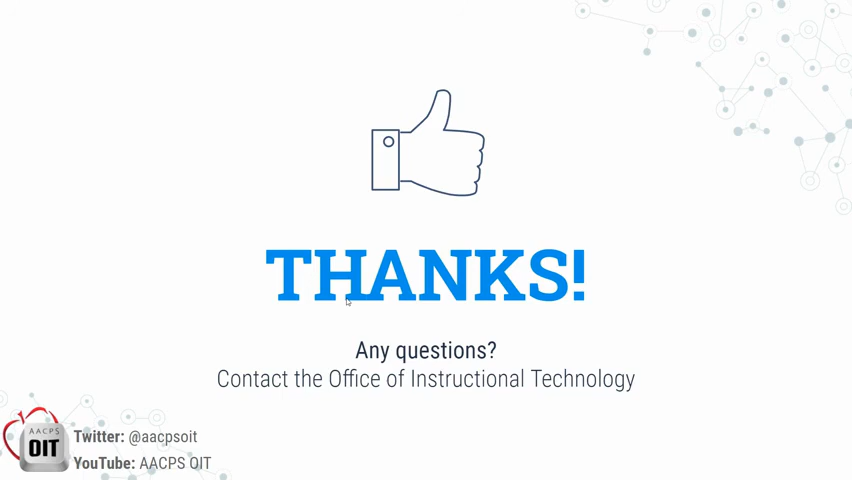 THANKS!
Any questions?
Contact the Office of Instructional Technology
AACPS
OIT
Twitter: @aacpsoit
YouTube: AACPS OIT